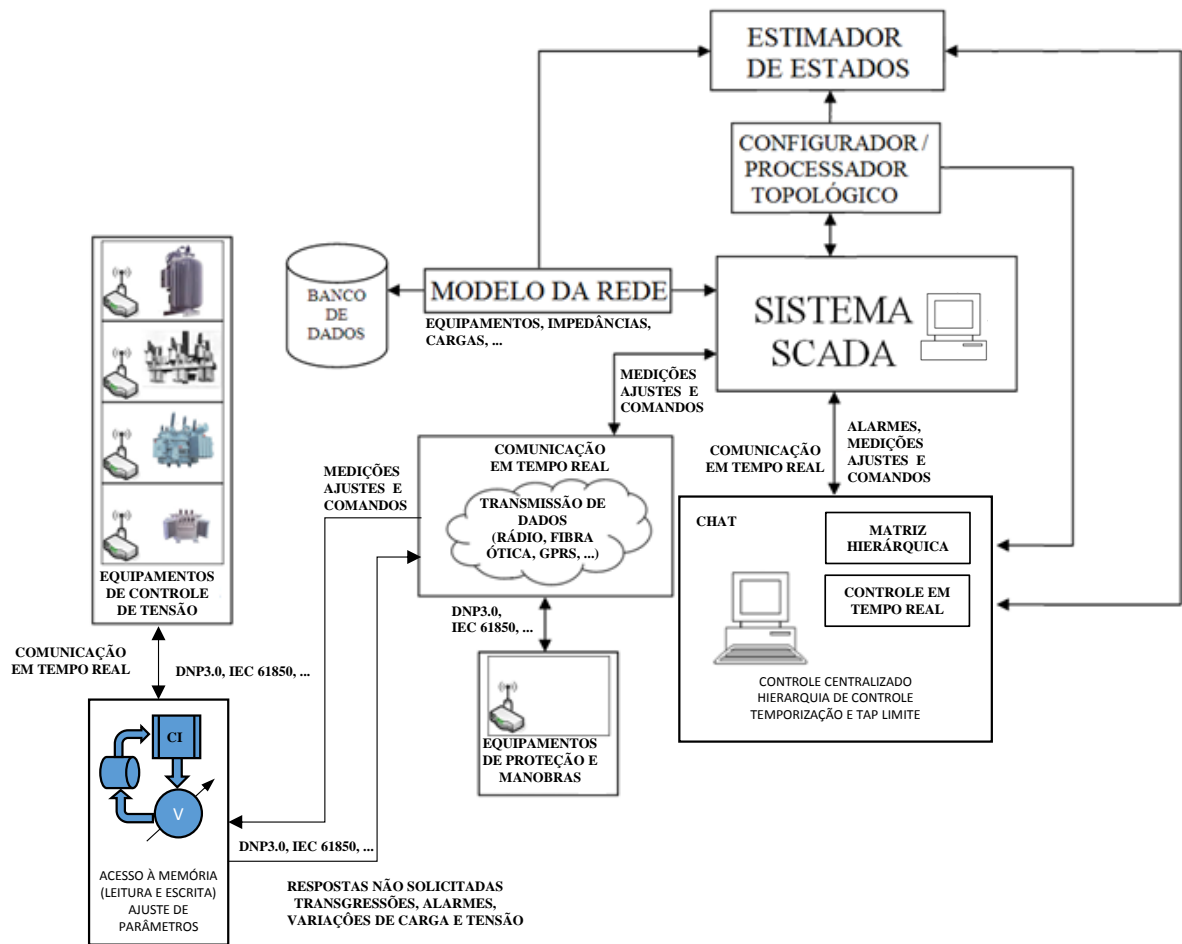 ESTIMADOR
DE ESTADOS
CONFIGURADOR /
PROCESSADOR
TOPOLÓGICO
BANCO
DE
DADOS
MODELO DA REDE
EQUIPAMENTOS, IMPEDÂNCIAS,
CARGAS, ...
SISTEMA
SCADA
MEDIÇÕES
AJUSTES E
COMANDOS
COMUNICAÇÃO
EM TEMPO REAL
ALARMES,
MEDIÇÕES
AJUSTES E
COMANDOS
COMUNICAÇÃO
EM TEMPO REAL
TRANSMISSÃO DE
DADOS
(RÁDIO, FIBRA
ÓTICA, GPRS, ...)
MEDIÇÕES
AJUSTES E
COMANDOS
CHAT
MATRIZ
HIERÁRQUICA
CONTROLE EM
TEMPO REAL
CONTROLE CENTRALIZADO
HIERARQUIA DE CONTROLE
TEMPORIZAÇÃO E TAP LIMITE
EQUIPAMENTOS
DE CONTROLE
DE TENSÃO
DNP3.0,
IEC 61850, ...
EQUIPAMENTOS
DE PROTEÇÃO E
MANOBRAS
COMUNICAÇÃO
EM TEMPO REAL
DNP3.0, IEC 61850, ...
CI
V
DNP3.0, IEC 61850, ...
ACESSO À MEMÓRIA
(LEITURA E ESCRITA)
AJUSTE DE
PARÂMETROS
RESPOSTAS NÃO SOLICITADAS
TRANSGRESSÕES, ALARMES,
VARIAÇÔES DE CARGA E TENSÃO